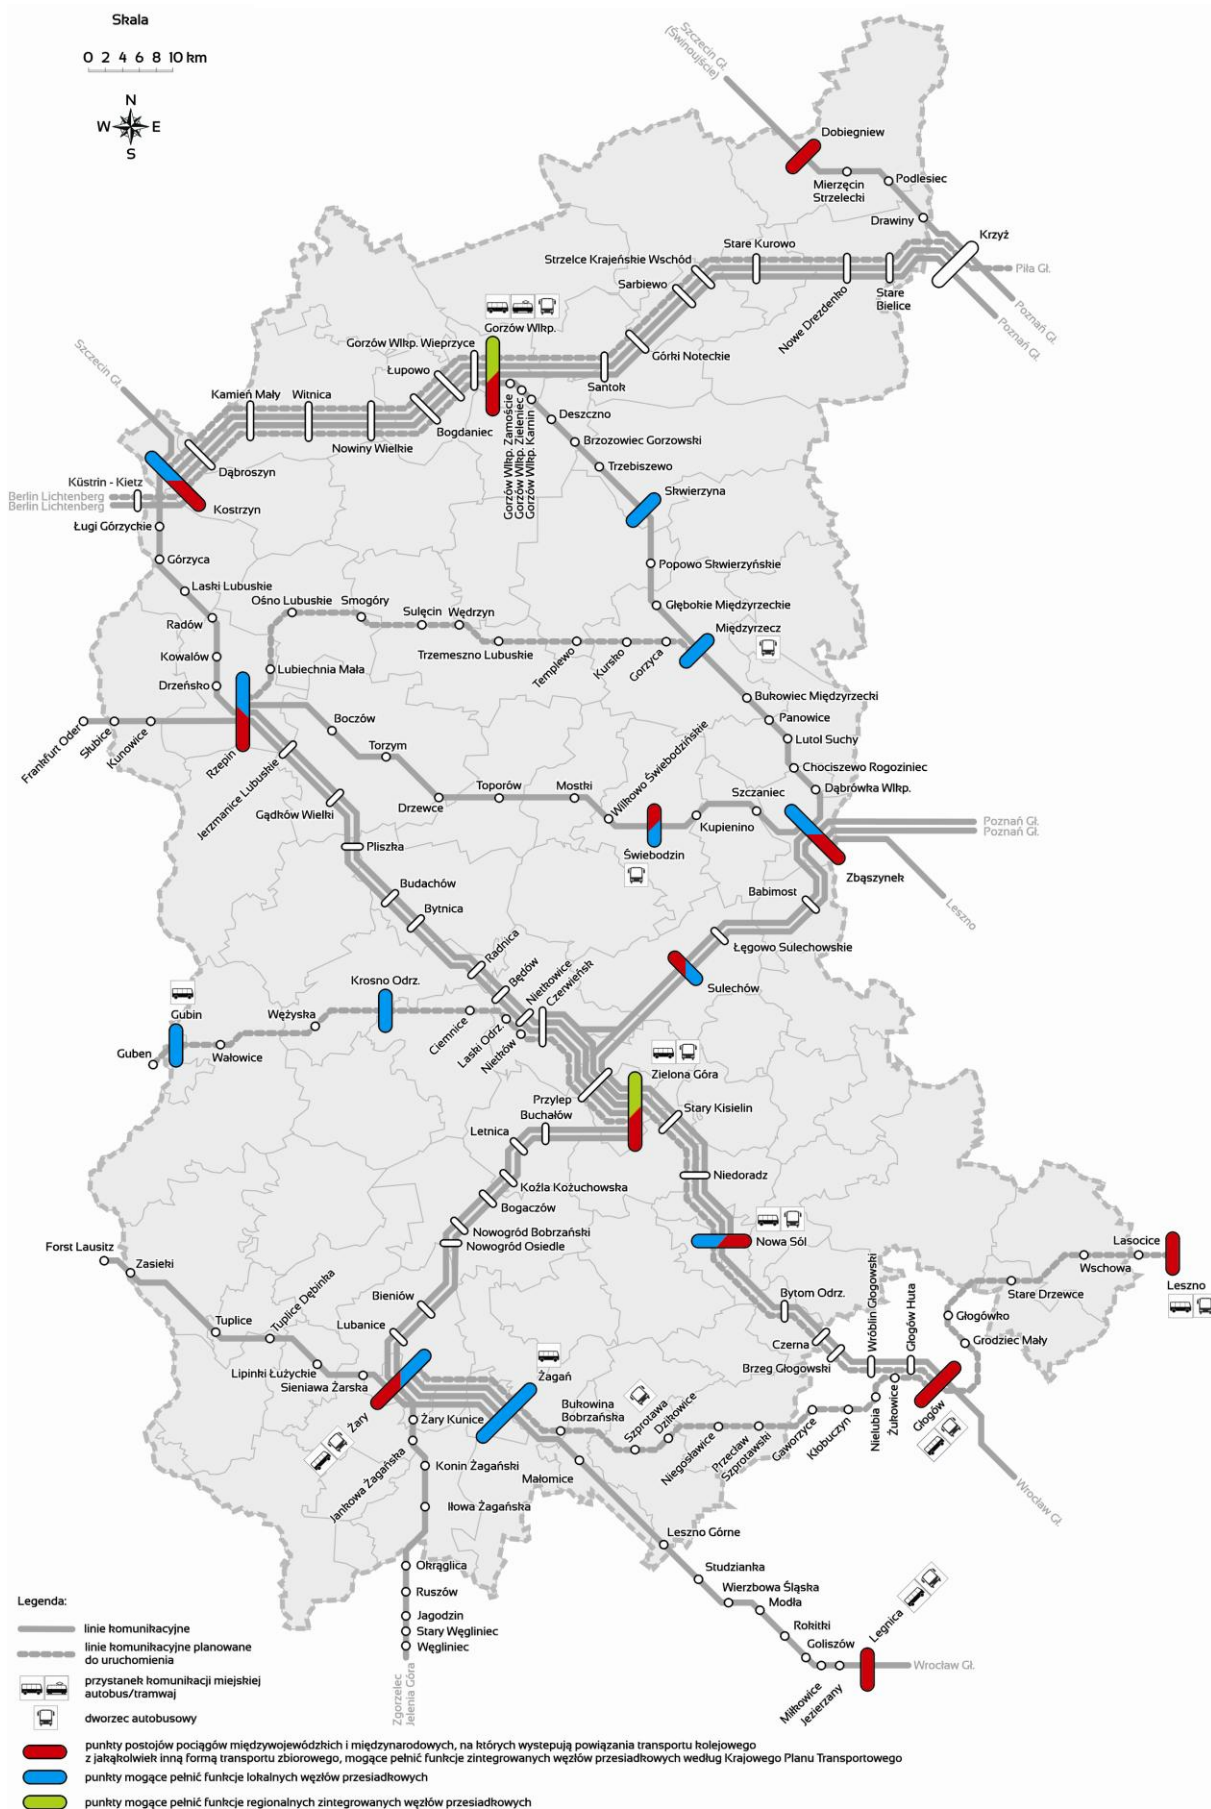 Skala
0 2 4 6 8 10 km
N
W E
S
Szczecin Gł.
(Świnoujście)
Dobiegniew
Mierzęcin
Strzelecki
Podlesiec
Drawiny
Krzyż
Piła Gł.
Poznań Gł.
Poznań Gł.
Stare Kurowo
Strzelce Krajeńskie Wschód
Sarbiewo
Nowe Drezdenko
Stare
Bielice
Górki Noteckie
Santok
Gorzów Wlkp.
Gorzów Wlkp. Wieprzyce
Łupowo
Bogdaniec
Nowiny Wielkie
Witnica
Kamień Mały
Dąbroszyn
Szczecin Gł.
Kostrzyn
Küstrin - Kietz
Berlin Lichtenberg
Berlin Lichtenberg
Gorzów Wlkp. Zamoście
Gorzów Wlkp. Zieleniec
Gorzów Wlkp. Karnin
Deszczno
Brzozowiec Gorzowski
Trzebiszewo
Skwierzyna
Popowo Skwierzyńskie
Głębokie Międzyrzeckie
Międzyrzecz
Ługi Górzyckie
Górzyca
Laski Lubuskie
Radów
Kowalów
Drzeńsko
Ośno Lubuskie
Smogóry
Sulęcin
Wędrzyn
Trzemeszno Lubuskie
Templewo
Kursko
Gorzyca
Lubiechnia Mała
Bukowiec Międzyrzecki
Panowice
Lutol Suchy
Chociszewo Rogoziniec
Dąbrówka Wlkp.
Frankfurt Oder
Słubice
Kunowice
Rzepin
Boczów
Torzym
Drzewce
Toporów
Mostki
Wilkowo Świebodzińskie
Świebodzin
Kupienino
Szczaniec
Zbąszynek
Poznań Gł.
Poznań Gł.
Leszno
Jerzmanice Lubuskie
Gądków Wielki
Pliszka
Budachów
Bytnica
Radnica
Będów
Nietkowice
Czerwieńsk
Babimost
Łęgowo Sulechowskie
Sulechów
Krosno Odrz.
Gubin
Guben
Wałowice
Wężyska
Ciemnice
Laski Odrz.
Nietków
Zielona Góra
Przylep
Buchałów
Letnica
Stary Kisielin
Niedoradz
Koźla Kożuchowska
Bogaczów
Nowogród Bobrzański
Nowogród Osiedle
Nowa Sól
Bieniów
Lubanice
Bytom Odrz.
Czerna
Brzeg Głogowski
Wróblin Głogowski
Głogów Huta
Głogówko
Grodziec Mały
Stare Drzewce
Wschowa
Lasocice
Leszno
Forst Lausitz
Zasieki
Tuplice
Tuplice Dębinka
Lipinki Łużyckie
Sieniawa Żarska
Żary
Żagań
Bukowina
Bobrzańska
Szprotawa
Dzikowice
Niegosławice
Przecław
Szprotawski
Gaworzyce
Kłobuczyn
Nielubia
Żukowice
Głogów
Wrocław Gł.
Żary Kunice
Jankowa Żagańska
Konin Żagański
Iłowa Żagańska
Okrąglica
Ruszów
Jagodzin
Stary Węgliniec
Węgliniec
Zgorzelec
Jelenia Góra
Małomice
Leszno Górne
Studzianka
Wierzbowa Śląska
Modła
Rokitki
Goliszów
Miłkowice
Jezierzany
Legnica
Wrocław Gł.
Legenda:
linie komunikacyjne
linie komunikacyjne planowane
do uruchomienia
przystanek komunikacji miejskiej
autobus/tramwaj
dworzec autobusowy
punkty postojów pociągów międzywojewódzkich i międzynarodowych, na których występują powiązania transportu kolejowego
z jakąkolwiek inną formą transportu zbiorowego, mogące pełnić funkcje zintegrowanych węzłów przesiadkowych według Krajowego Planu Transportowego
punkty mogące pełnić funkcje lokalnych węzłów przesiadkowych
punkty mogące pełnić funkcje regionalnych zintegrowanych węzłów przesiadkowych